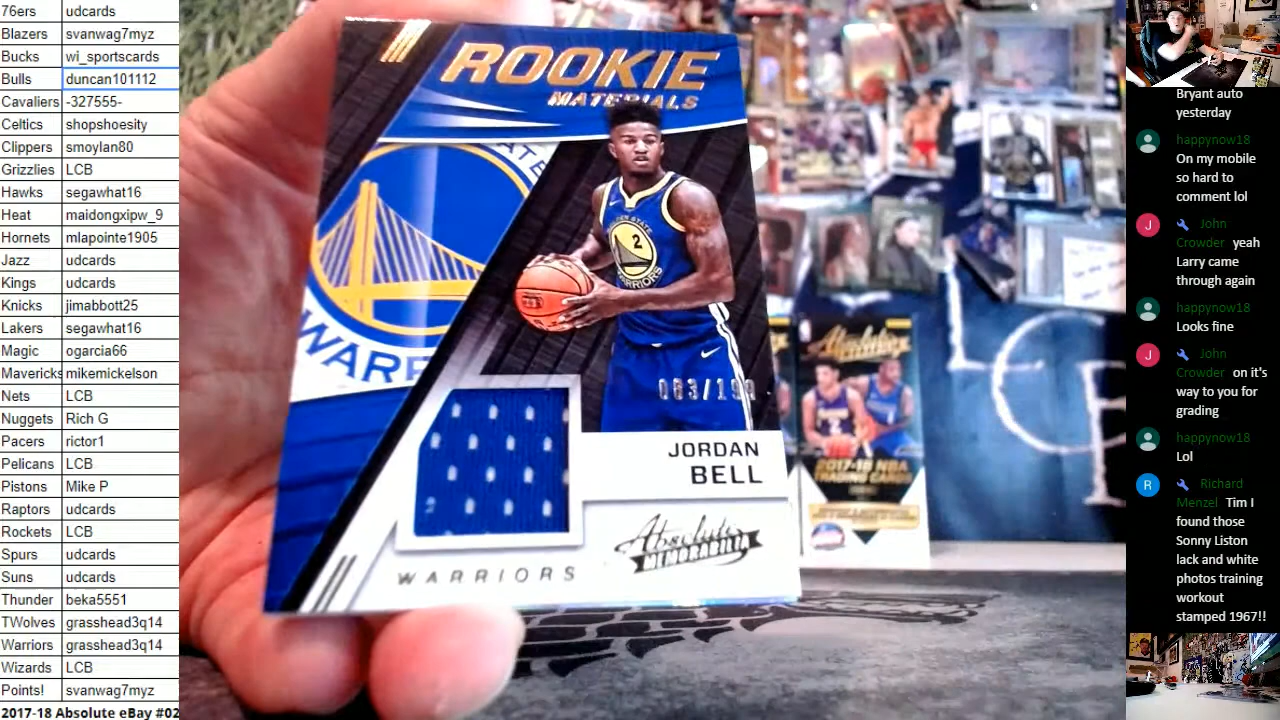 76ers udcards
Blazers svanwag7myz
Bucks wi_sportscards
Bulls duncan101112
Cavaliers -327555-
Celtics shopshoesity
Clippers smoylan80
Grizzlies LCB
Hawks segawhat16
Heat maidongxipw_9
Hornets mlapointe1905
Jazz udcards
Kings udcards
Knicks jimabbott25
Lakers segawhat16
Magic ogarcia66
Mavericks mikemickelson
Nets LCB
Nuggets Rich G
Pacers rictor1
Pelicans LCB
Pistons Mike P
Raptors udcards
Rockets LCB
Spurs udcards
Suns udcards
Thunder beka5551
TWolves grasshead3q14
Warriors grasshead3q14
Wizards LCB
Points! svanwag7myz
2017-18 Absolute eBay #02
ROOKIE
MATERIALS
WARR
2
WARRIORS
JORDAN
BELL
Absolute
MEMORABILIA
WARRIORS
Absolute
2017-18 NBA
TRADING CARDS
LC
Bryant auto
yesterday
happynow18
On my mobile
so hard to
comment lol
J John
Crowder yeah
Larry came
through again
happynow18
Looks fine
J John
Crowder on it's
way to you for
grading
happynow18
Lol
R Richard
Menzel Tim I
found those
Sonny Liston
lack and white
photos training
workout
stamped 1967!!